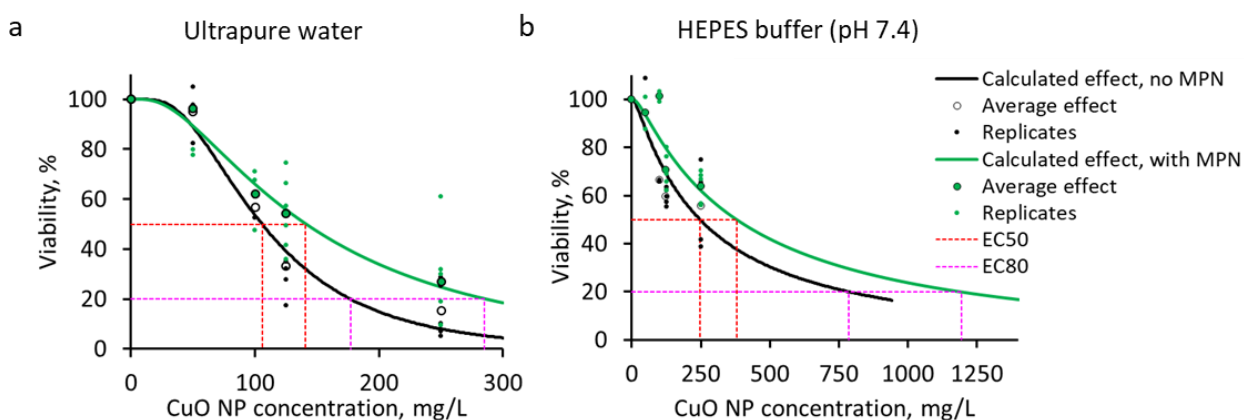 a
Ultrapure water
b
HEPES buffer (pH 7.4)
Viability, %
100
80
60
40
20
0
0
100
200
300
CuO NP concentration, mg/L
Viability, %
100
80
60
40
20
0
0
250
500
750
1000
1250
CuO NP concentration, mg/L
Calculated effect, no MPN
Average effect
Replicates
Calculated effect, with MPN
Average effect
Replicates
EC50
EC80